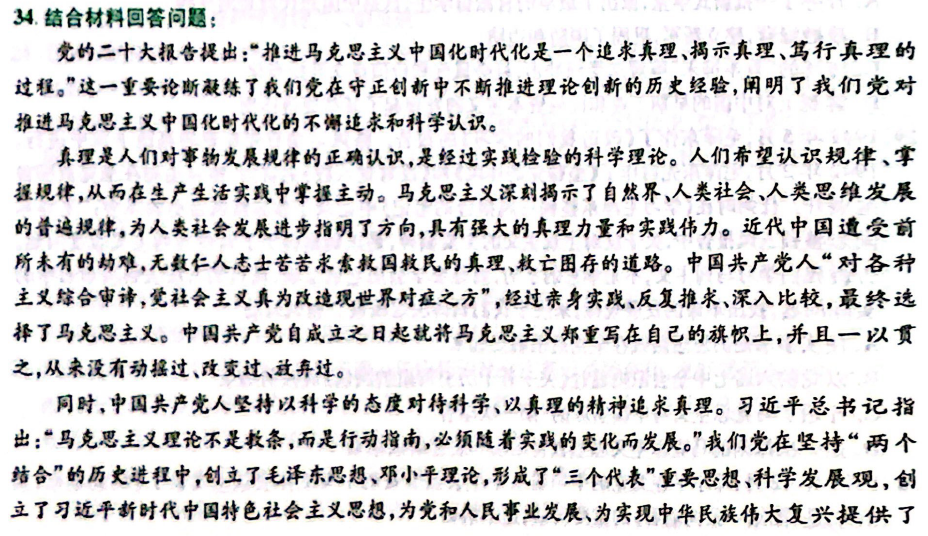 34. 结合材料回答问题:
党的二十大报告提出:“推进马克思主义中国化时代化是一个追求真理、揭示真理、笃行真理的
过程。”这一重要论断凝练了我们党在守正创新中不断推进理论创新的历史经验,阐明了我们党对
推进马克思主义中国化时代化的不懈追求和科学认识。
真理是人们对事物发展规律的正确认识,是经过实践检验的科学理论。人们希望认识规律、掌
握规律,从而在生产生活实践中掌握主动。马克思主义深刻揭示了自然界、人类社会、人类思维发展
的普遍规律,为人类社会发展进步指明了方向,具有强大的真理力量和实践伟力。近代中国遭受前
所未有的劫难,无数仁人志士苦苦求索救国救民的真理、救亡图存的道路。中国共产党人“对各种
主义综合审谛,觉社会主义真为改造现世界对症之方”,经过亲身实践、反复推求、深入比较,最终选
择了马克思主义。中国共产党自成立之日起就将马克思主义郑重写在自己的旗帜上,并且一以贯
之,从来没有动摇过、改变过、放弃过。
同时,中国共产党人坚持以科学的态度对待科学、以真理的精神追求真理。习近平总书记指
出:“马克思主义理论不是教条,而是行动指南,必须随着实践的变化而发展。”我们党在坚持“两个
结合”的历史进程中,创立了毛泽东思想、邓小平理论,形成了“三个代表”重要思想、科学发展观,创
立了习近平新时代中国特色社会主义思想,为党和人民事业发展、为实现中华民族伟大复兴提供了